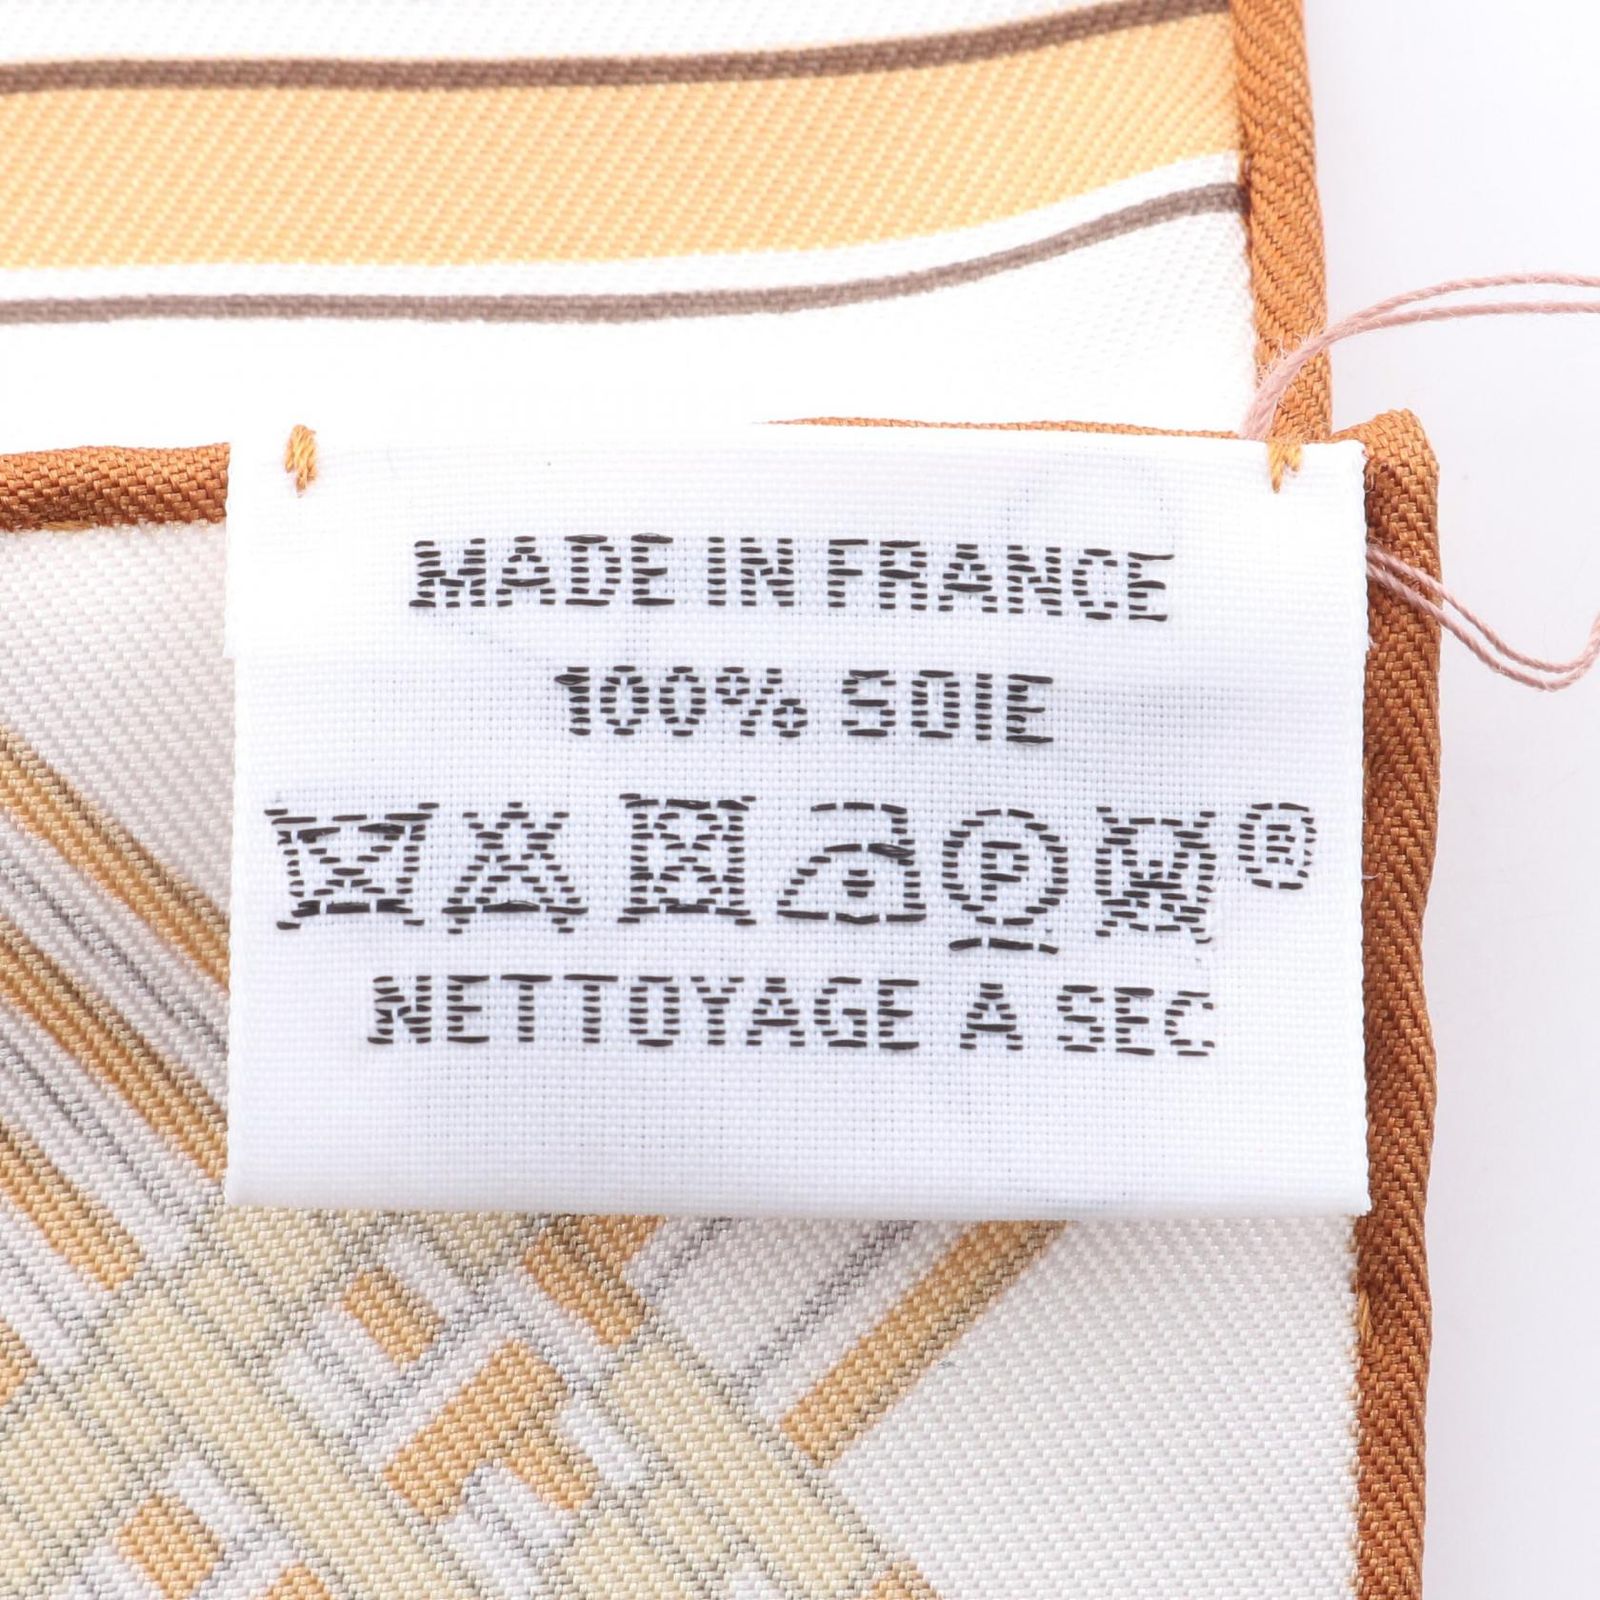 MADE IN FRANCE
100% SOIE
P W ®
NETTOYAGE A SEC